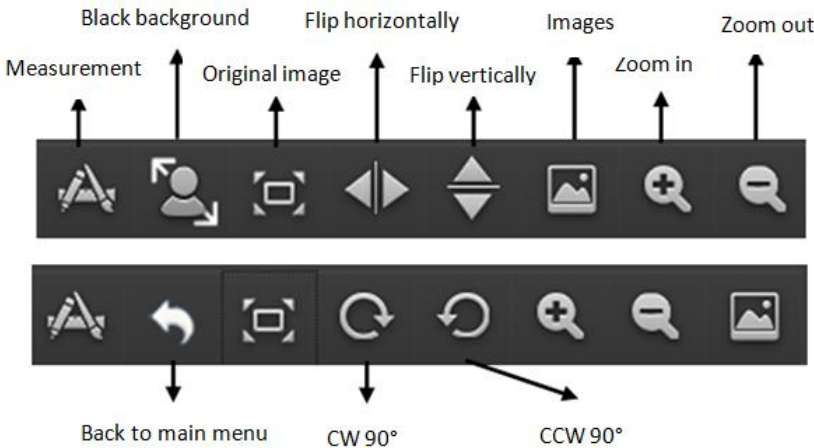 Black background
Flip horizontally
Images
Zoom out
Measurement
Original image
Flip vertically
Zoom in
Back to main menu
CW 90°
CCW 90°